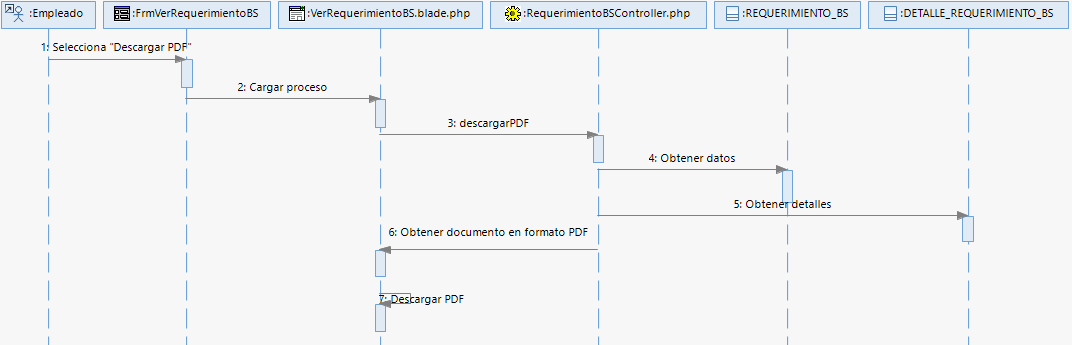 :Empleado
:FrmVerRequerimientoBS
:VerRequerimientoBS.blade.php
:RequerimientoBSController.php
:REQUERIMIENTO_BS
:DETALLE_REQUERIMIENTO_BS
1: Selecciona "Descargar PDF"
2: Cargar proceso
3: descargarPDF
4: Obtener datos
5: Obtener detalles
6: Obtener documento en formato PDF
7: Descargar PDF